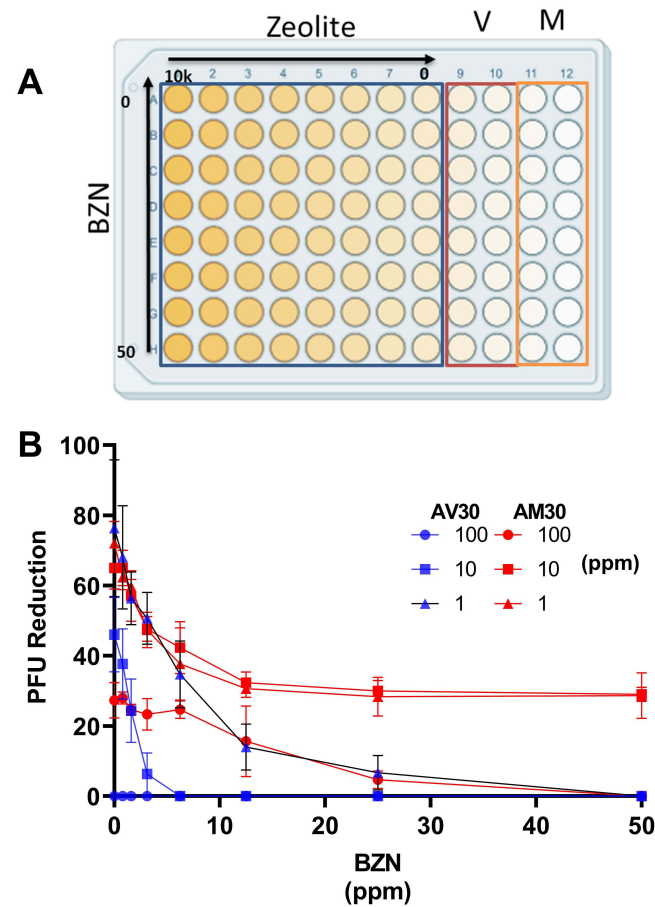 Zeolite V M
A
10k 2 3 4 5 6 7 0 9 10 11 12
0 A
B
C
BZN D
E
F
G
50 H
B
100
80
60
40
20
0
PFU Reduction
AV30 AM30
100 100
10 10 (ppm)
1 1
0 10 20 30 40 50
BZN
(ppm)